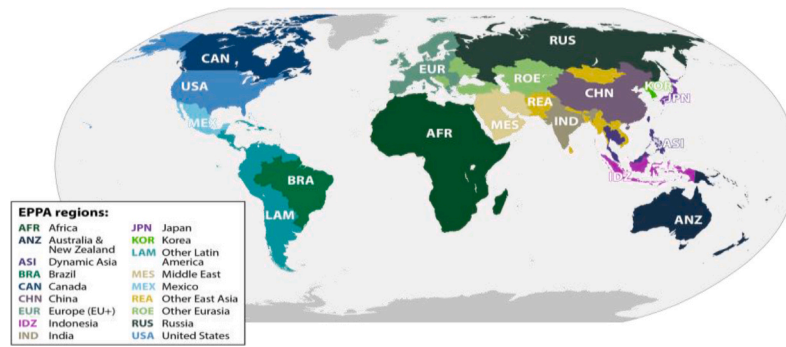 RUS
CAN
EUR
ROE
USA
CHN
KOR
JPN
REA
MEX
IND
MES
AFR
ASI
IDZ
BRA
LAM
ANZ
EPPA regions:
AFR Africa
ANZ Australia &
New Zealand
ASI Dynamic Asia
BRA Brazil
CAN Canada
CHN China
EUR Europe (EU+)
IDZ Indonesia
IND India
JPN Japan
KOR Korea
LAM Other Latin
America
MES Middle East
MEX Mexico
REA Other East Asia
ROE Other Eurasia
RUS Russia
USA United States